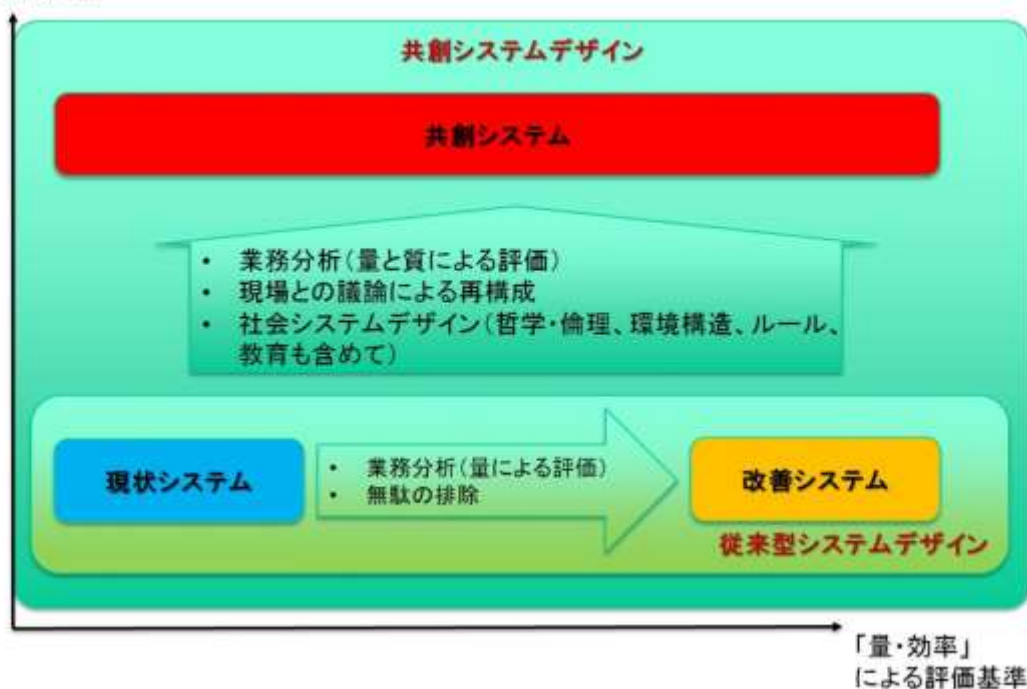 共創システムデザイン
共創システム
• 業務分析(量と質による評価)
• 現場との議論による再構成
• 社会システムデザイン(哲学・倫理、環境構造、ルール、
教育も含めて)
現状システム
• 業務分析(量による評価)
• 無駄の排除
改善システム
従来型システムデザイン
「量・効率」
による評価基準